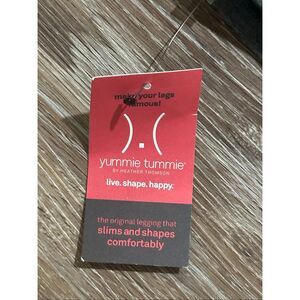 make your legs
famous!
yummie tummie®
BY HEATHER THOMSON
live. shape. happy.
the original legging that
slims and shapes
comfortably